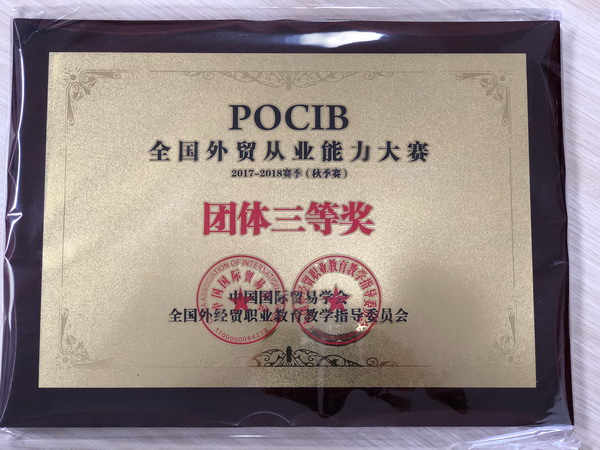 POCIB
全国外贸从业能力大赛
2017-2018赛季(秋季赛)
团体三等奖
中国国际贸易学会
全国外经贸职业教育教学指导委员会